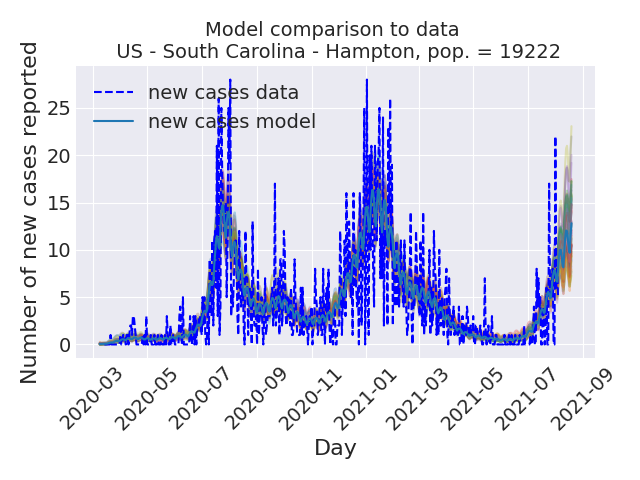 Model comparison to data
US - South Carolina - Hampton, pop. = 19222
Number of new cases reported
25
20
15
10
5
0
new cases data
new cases model
2020-03
2020-05
2020-07
2020-09
2020-11
2021-01
2021-03
2021-05
2021-07
2021-09
Day